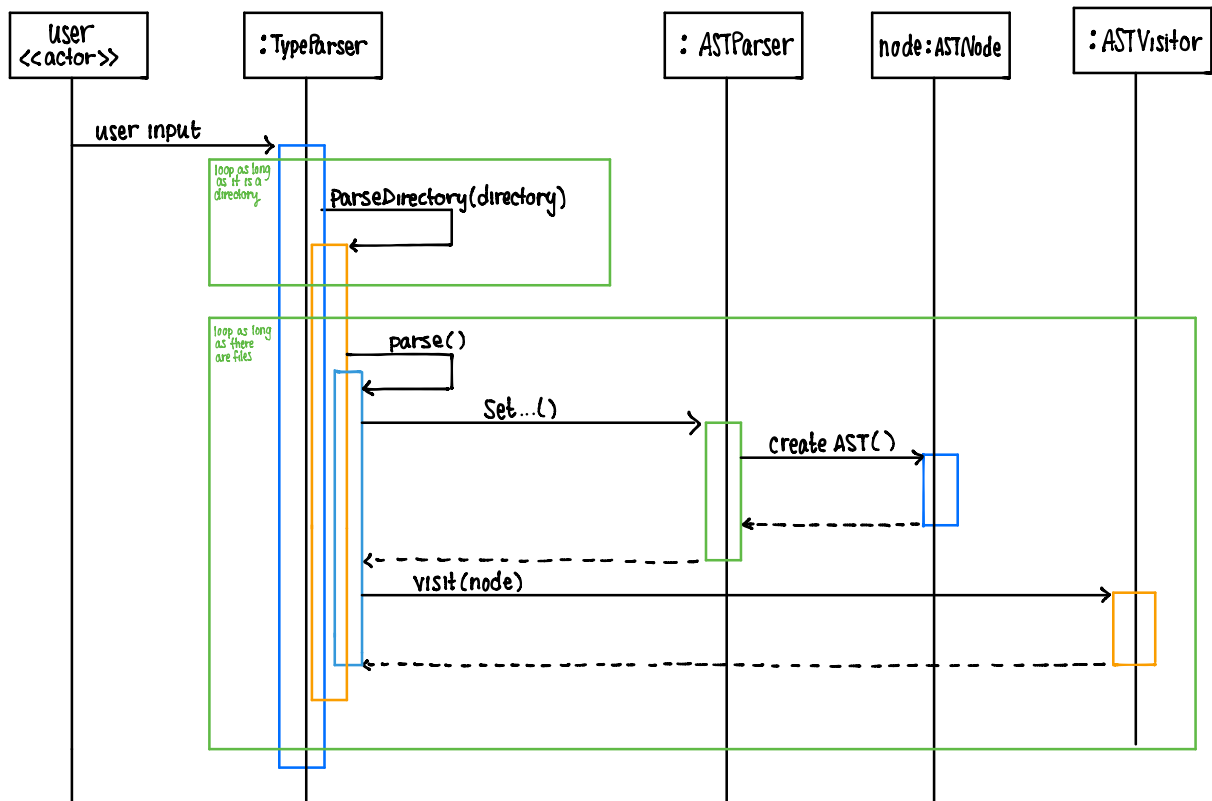 user
<<actor>>
:TypeParser
: ASTParser
node:ASTNode
:ASTVisitor
user input
loop as long
as it is a
directory
ParseDirectory(directory)
loop as long
as there
are files
parse()
Set...()
create AST()
visit(node)